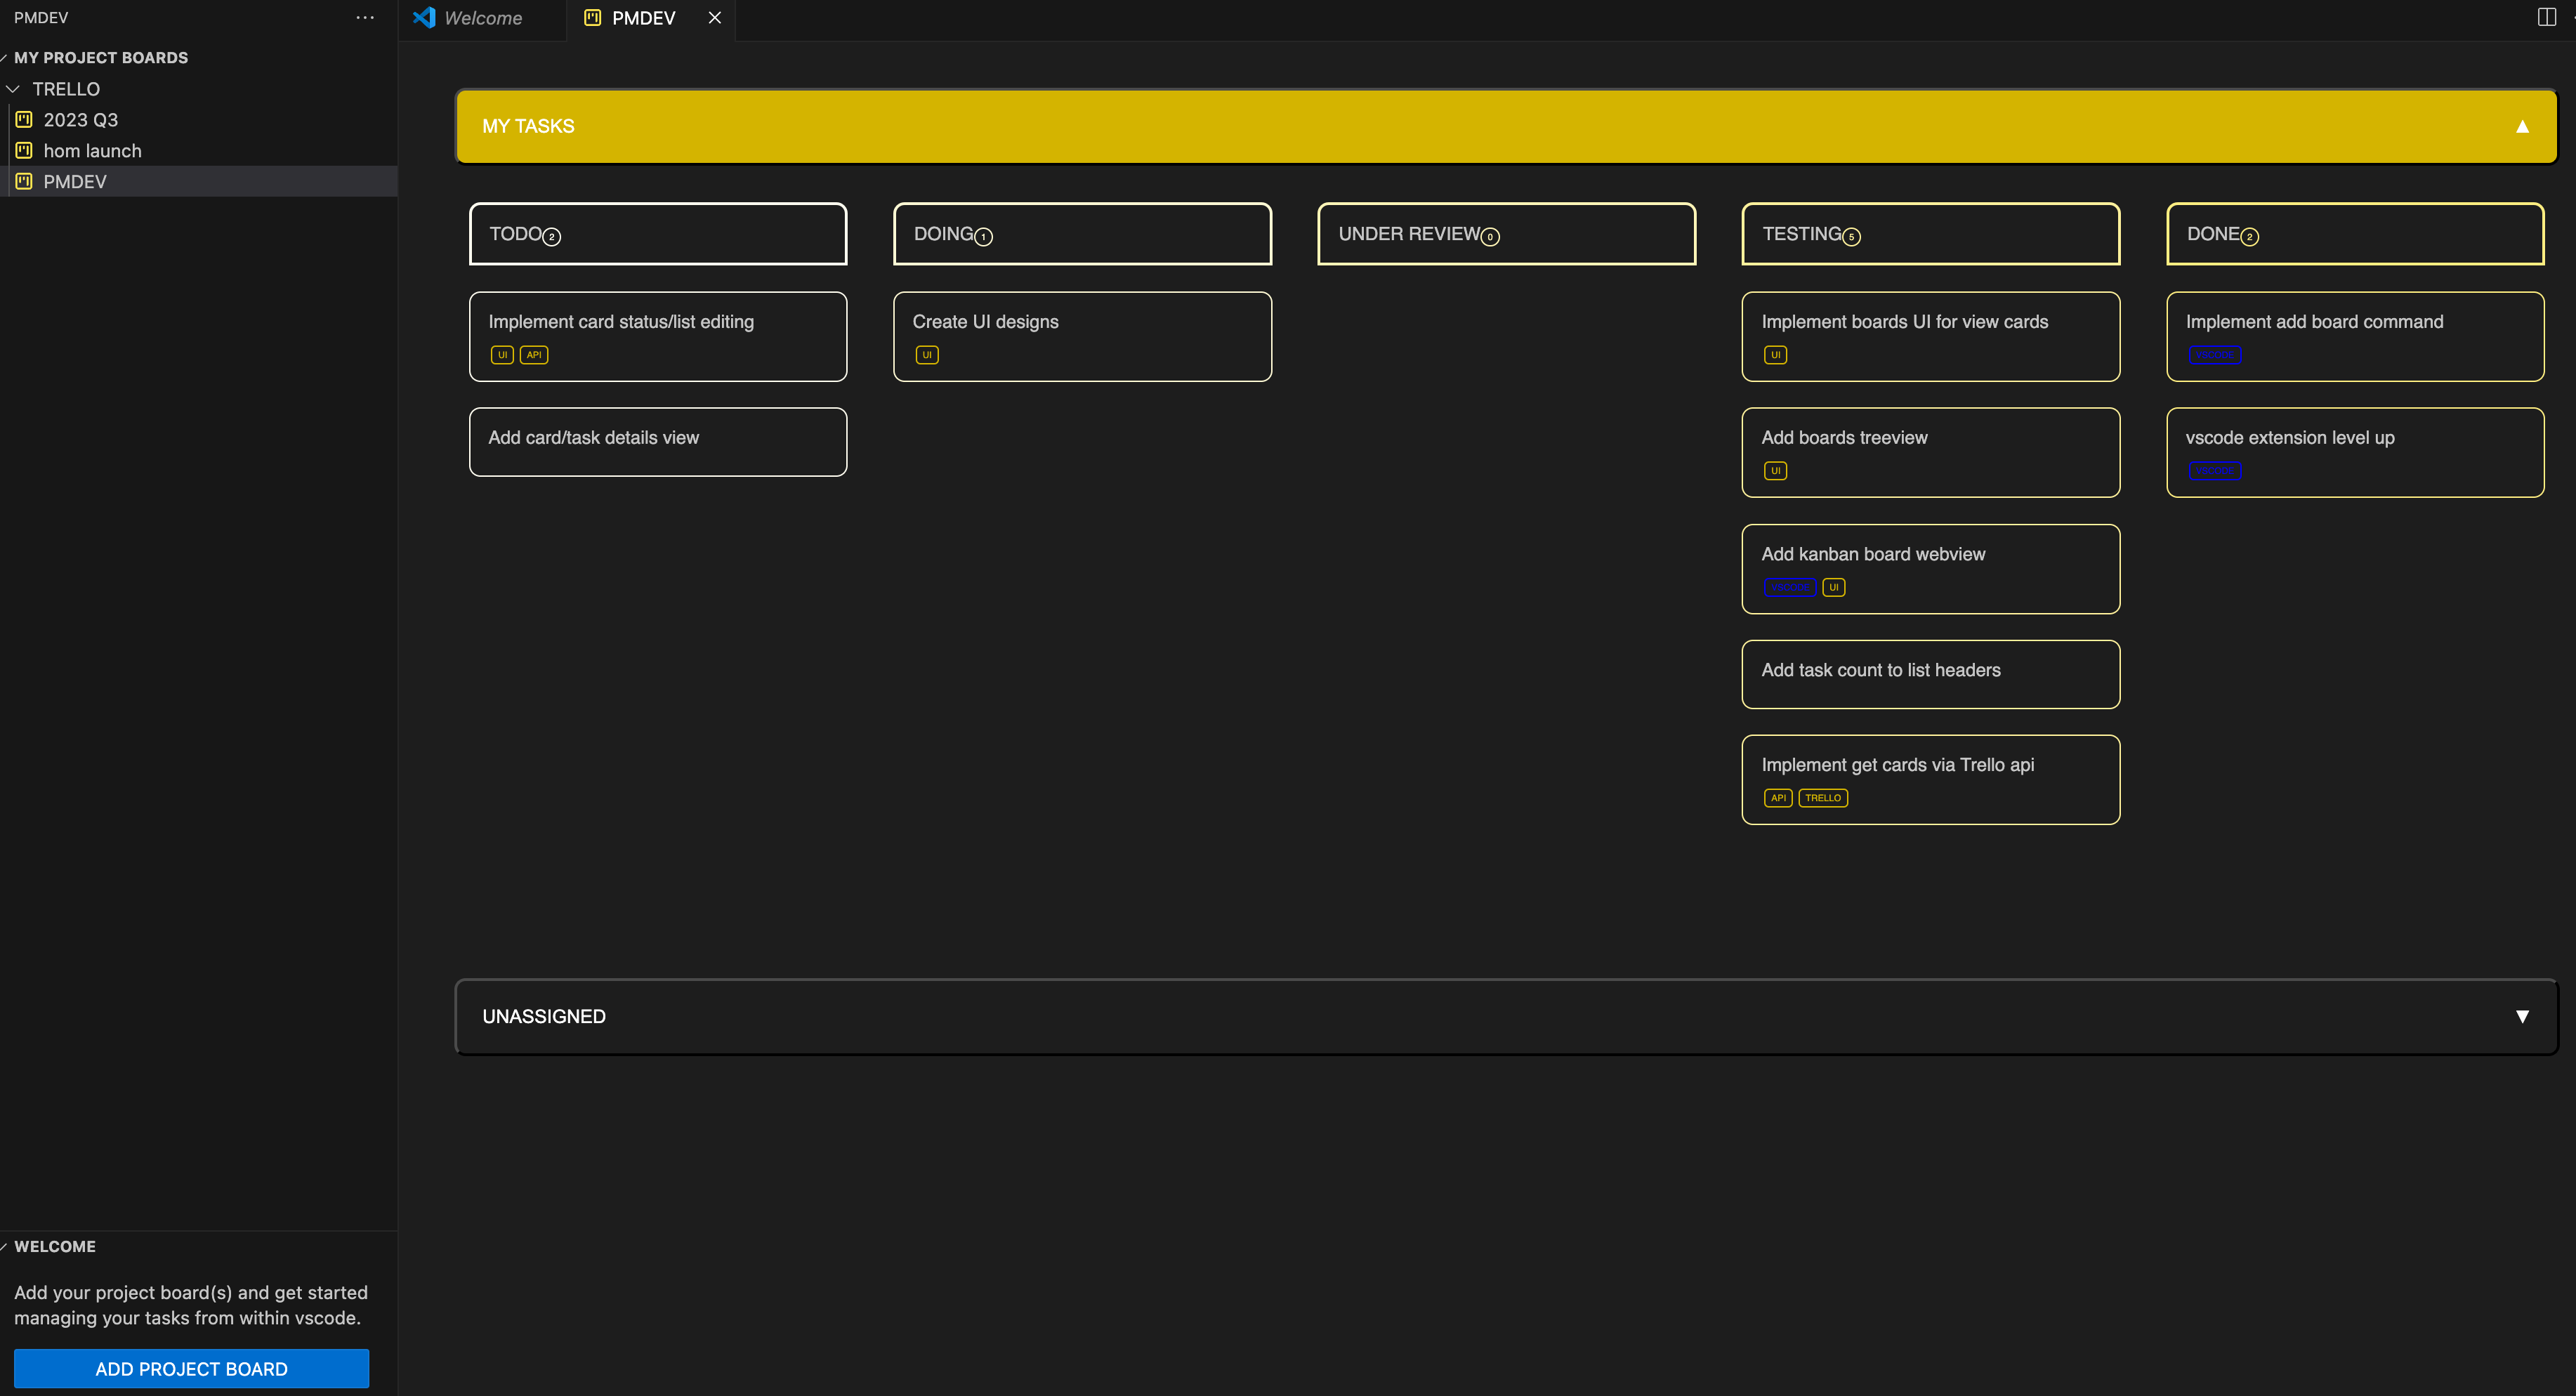 PMDEV
MY PROJECT BOARDS
TRELLO
2023 Q3
hom launch
PMDEV
WELCOME
Add your project board(s) and get started
managing your tasks from within vscode.
ADD PROJECT BOARD
Welcome
PMDEV
MY TASKS
TODO 2
Implement card status/list editing
UI API
Add card/task details view
DOING 1
Create UI designs
UI
UNDER REVIEW 0
TESTING 5
Implement boards UI for view cards
UI
Add boards treeview
UI
Add kanban board webview
VSCODE UI
Add task count to list headers
Implement get cards via Trello api
API TRELLO
DONE 2
Implement add board command
VSCODE
vscode extension level up
VSCODE
UNASSIGNED